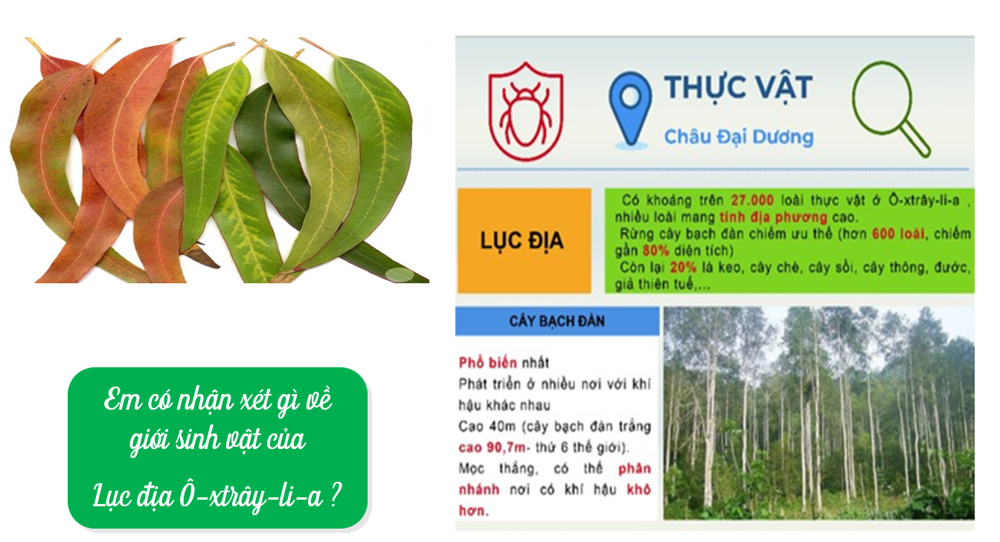 THỰC VẬT
Châu Đại Dương
LỤC ĐỊA
Có khoảng trên 27.000 loài thực vật ở Ô-xtrây-li-a ,
nhiều loài mang tính địa phương cao.
Rừng cây bạch đàn chiếm ưu thế (hơn 600 loài, chiếm
gần 80% diện tích)
Còn lại 20% là keo, cây chè, cây sồi, cây thông, đước,
giả thiên tuế,...
CÂY BẠCH ĐÀN
Phổ biến nhất
Phát triển ở nhiều nơi với khí
hậu khác nhau
Cao 40m (cây bạch đàn trắng
cao 90,7m- thứ 6 thế giới).
Mọc thẳng, có thể phân
nhánh nơi có khí hậu khô
hơn.
Em có nhận xét gì về
giới sinh vật của
Lục địa Ô-xtrây-li-a ?